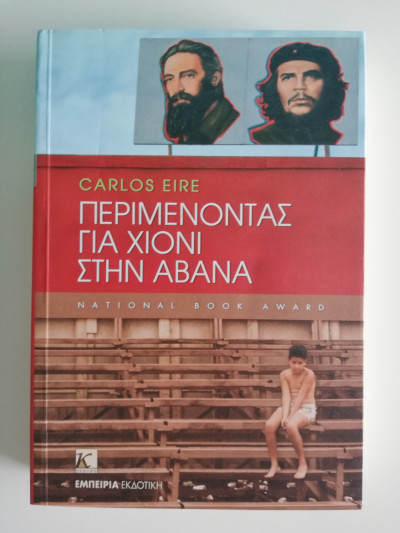 CARLOS EIRE
ΠΕΡΙΜΕΝΟΝΤΑΣ
ΓΙΑ ΧΙΟΝΙ
ΣΤΗΝ ΑΒΑΝΑ
NATIONAL BOOK AWARD
K
ΕΜΠΕΙΡΙΑ ΕΚΔΟΤΙΚΗ